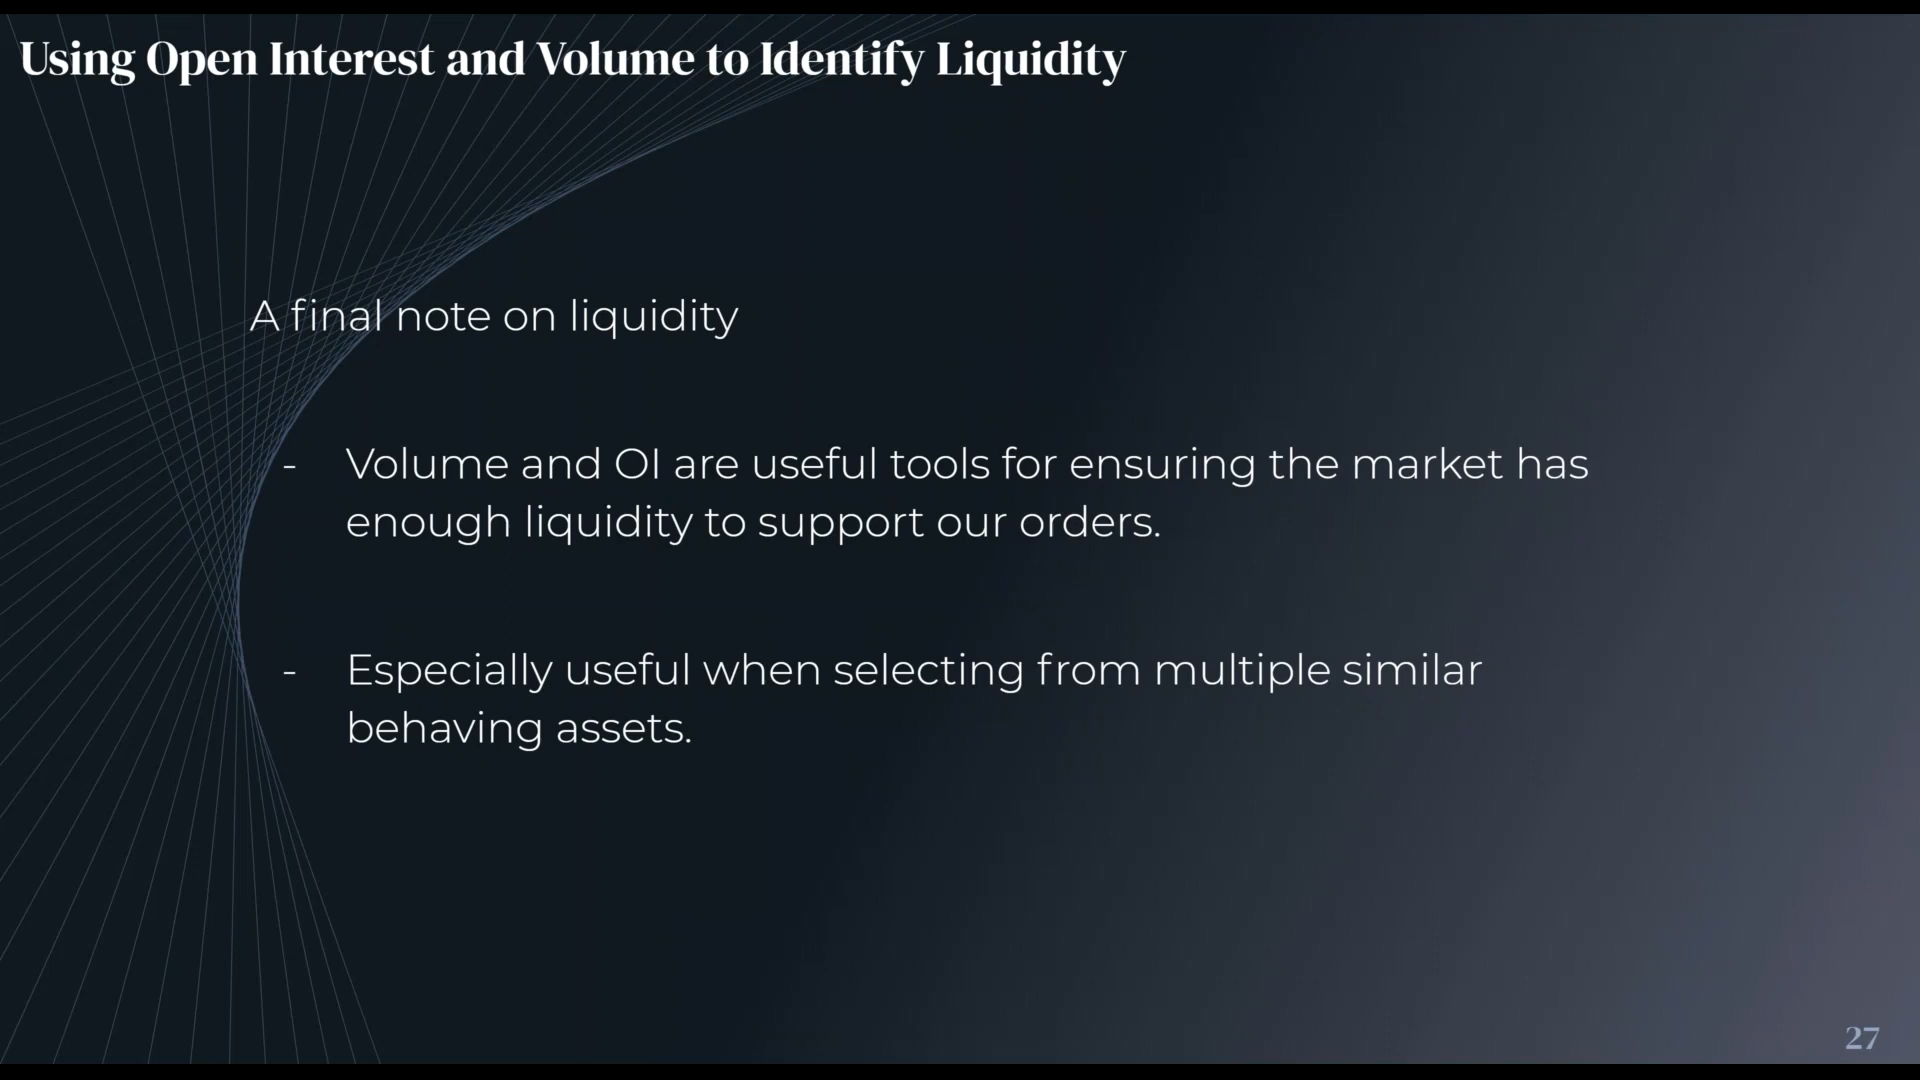 Using Open Interest and Volume to Identify Liquidity
A final note on liquidity
- Volume and OI are useful tools for ensuring the market has
enough liquidity to support our orders.
- Especially useful when selecting from multiple similar
behaving assets.
27